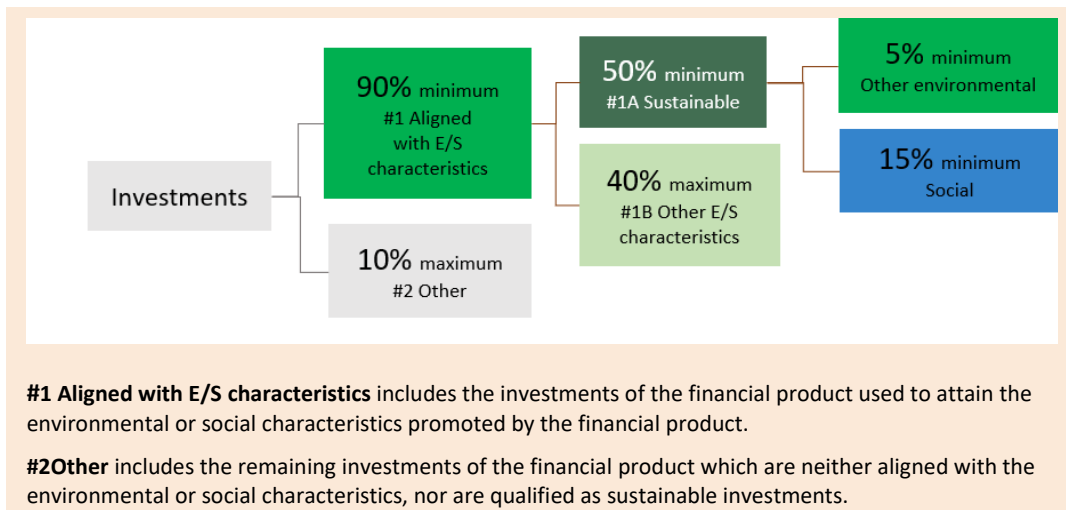 Investments
90% minimum
#1 Aligned
with E/S
characteristics
10% maximum
#2 Other
50% minimum
#1A Sustainable
40% maximum
#1B Other E/S
characteristics
5% minimum
Other environmental
15% minimum
Social
#1 Aligned with E/S characteristics includes the investments of the financial product used to attain the
environmental or social characteristics promoted by the financial product.
#2Other includes the remaining investments of the financial product which are neither aligned with the
environmental or social characteristics, nor are qualified as sustainable investments.